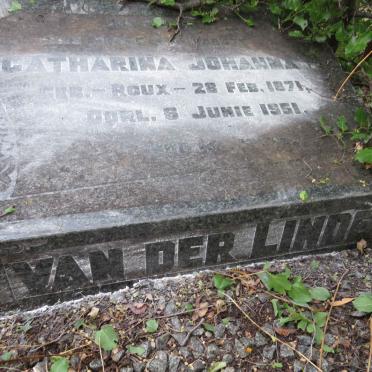 CATHARINA JOHANNA
GEB. ROUX – 28 FEB. 1871.
OORL. 8 JUNIE 1951.
VAN DER LINDE